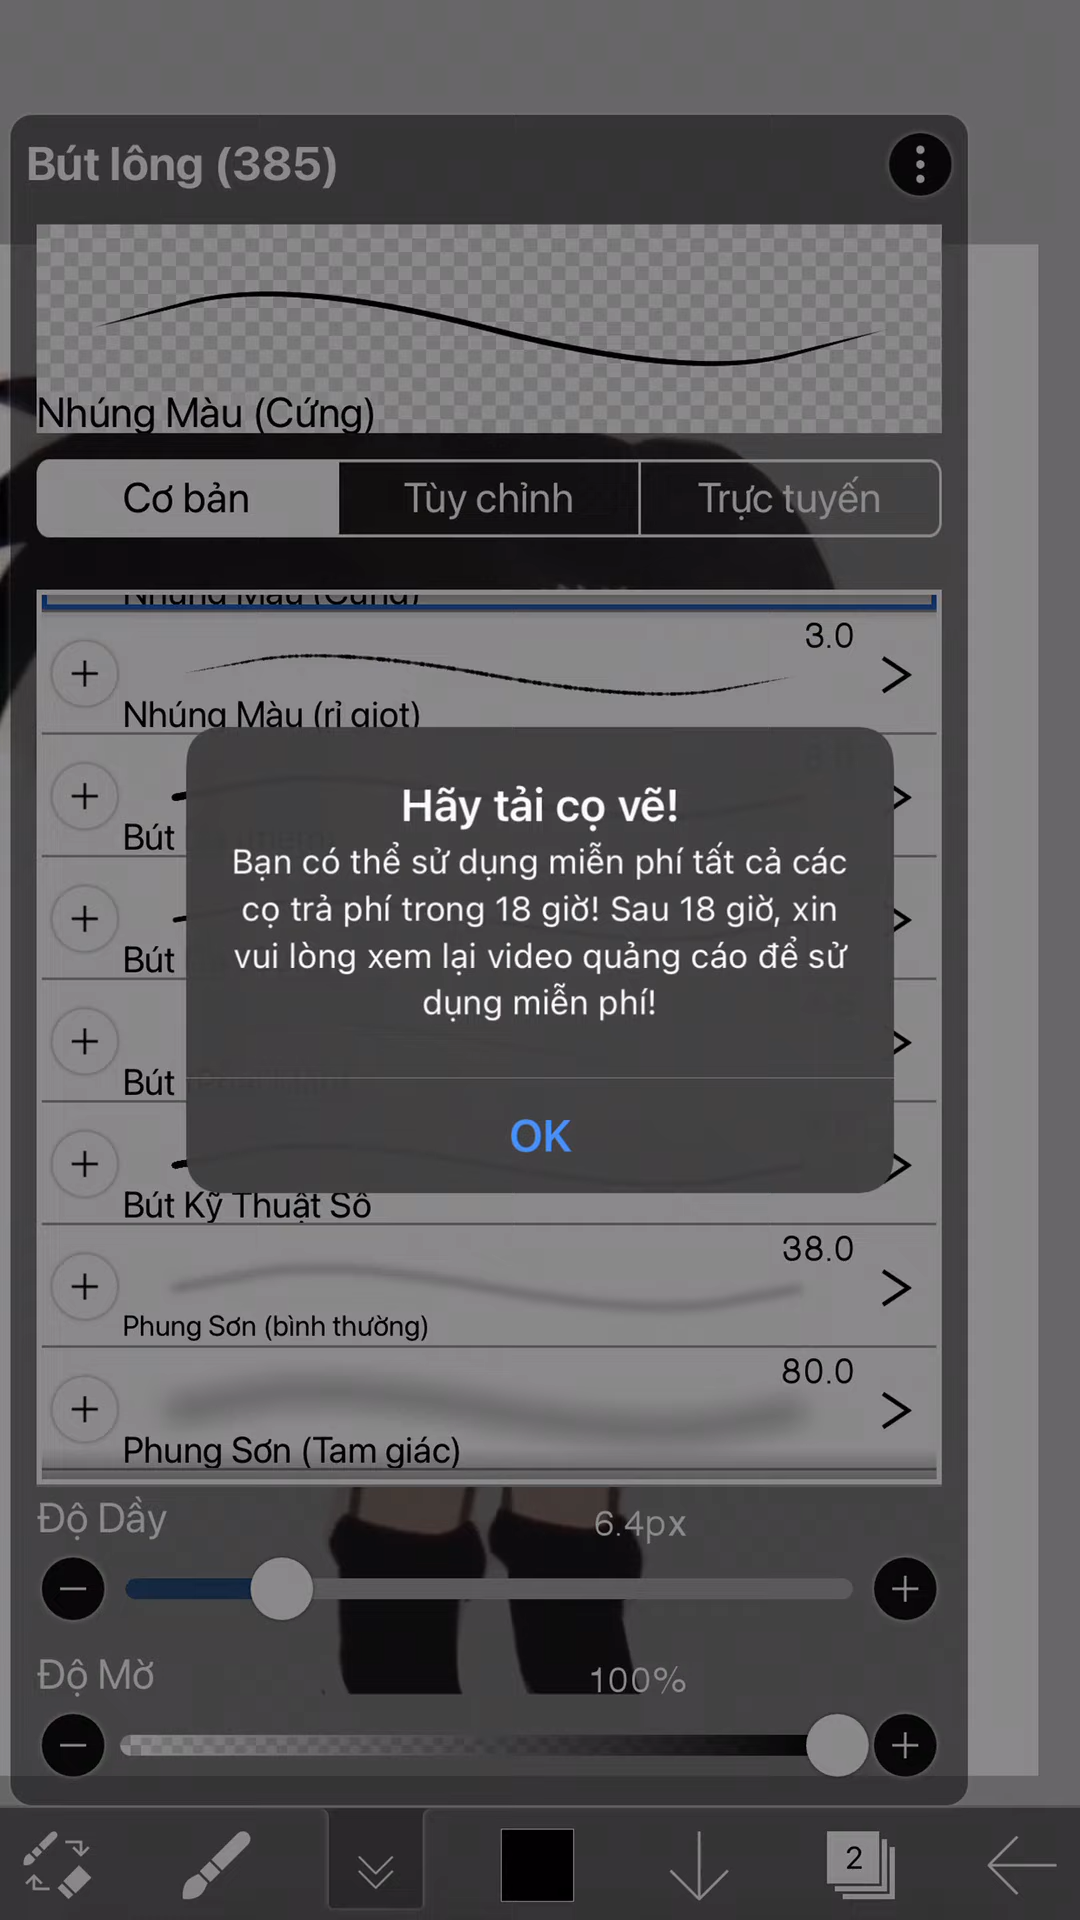 Bút lông (385)
Nhúng Màu (Cứng)
Cơ bản
Tùy chỉnh
Trực tuyến
Nhúng Màu (Cứng)
3.0
Nhúng Màu (rỉ giọt)
Bút
Bút
Bút
Bút Kỹ Thuật Số
38.0
Phung Sơn (bình thường)
80.0
Phung Sơn (Tam giác)
Hãy tải cọ vẽ!
Bạn có thể sử dụng miễn phí tất cả các
cọ trả phí trong 18 giờ! Sau 18 giờ, xin
vui lòng xem lại video quảng cáo để sử
dụng miễn phí!
OK
Độ Dầy
6.4px
Độ Mờ
100%
2